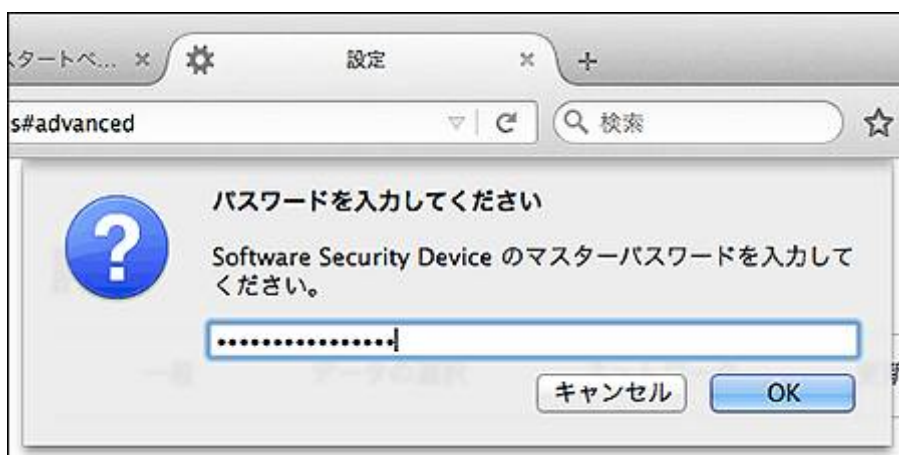 スタートペ... ×
設定 ×
s#advanced
検索
パスワードを入力してください
Software Security Device のマスターパスワードを入力して
ください。
••••••••••••••••
キャンセル OK